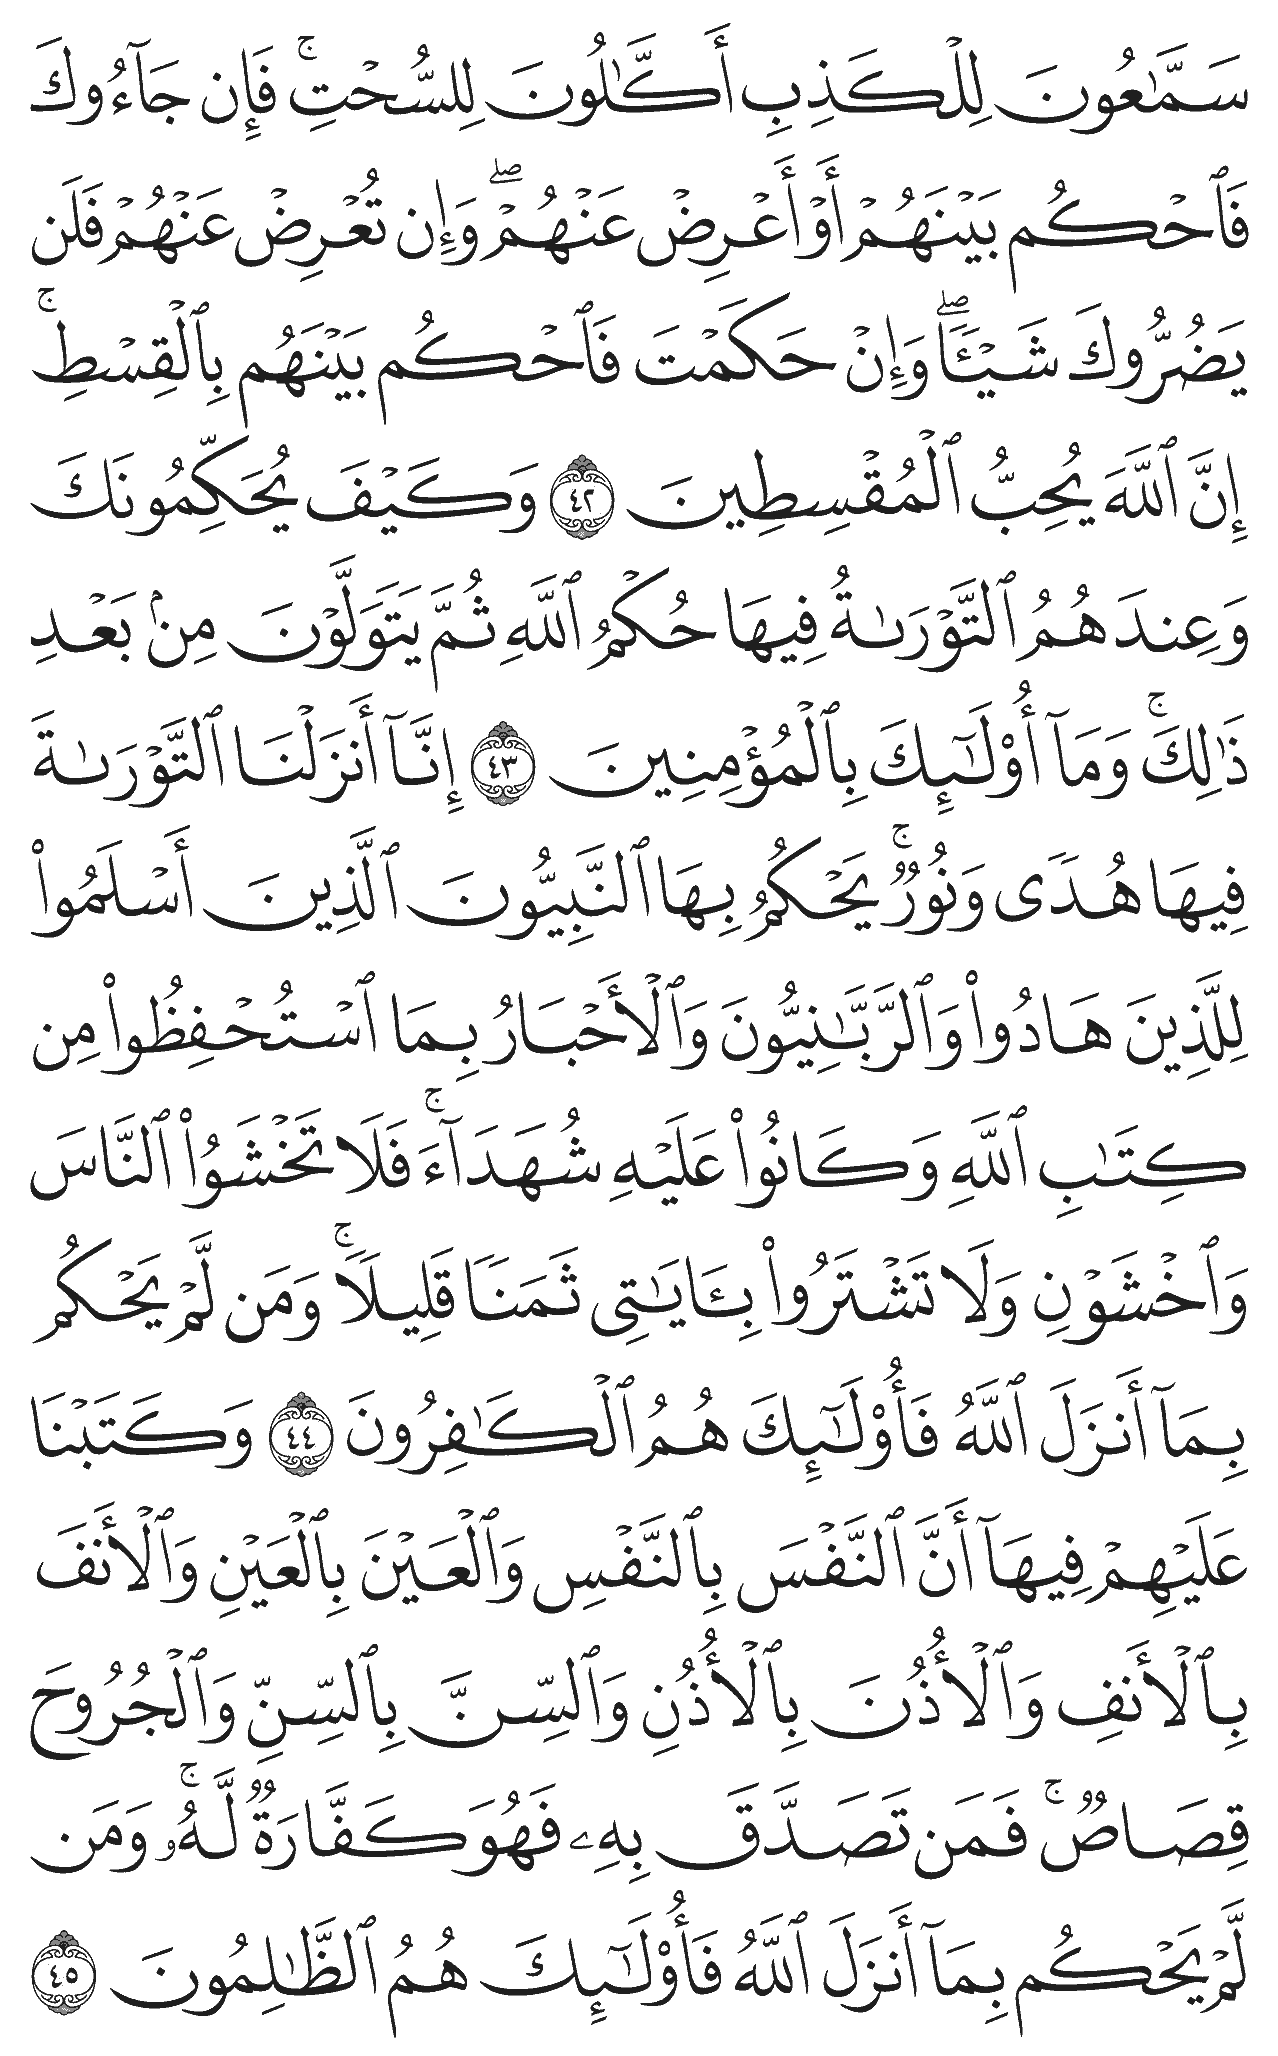 سَمَّٰعُونَ لِلۡكَذِبِ أَكَّٰلُونَ لِلسُّحۡتِۚ فَإِن جَآءُوكَ
فَٱحۡكُم بَيۡنَهُمۡ أَوۡ أَعۡرِضۡ عَنۡهُمۡۖ وَإِن تُعۡرِضۡ عَنۡهُمۡ فَلَن
يَضُرُّوكَ شَيۡـٔٗاۖ وَإِنۡ حَكَمۡتَ فَٱحۡكُم بَيۡنَهُم بِٱلۡقِسۡطِۚ
إِنَّ ٱللَّهَ يُحِبُّ ٱلۡمُقۡسِطِينَ ٤٢ وَكَيۡفَ يُحَكِّمُونَكَ
وَعِندَهُمُ ٱلتَّوۡرَىٰةُ فِيهَا حُكۡمُ ٱللَّهِ ثُمَّ يَتَوَلَّوۡنَ مِنۢ بَعۡدِ
ذَٰلِكَۚ وَمَآ أُوْلَٰٓئِكَ بِٱلۡمُؤۡمِنِينَ ٤٣ إِنَّآ أَنزَلۡنَا ٱلتَّوۡرَىٰةَ
فِيهَا هُدٗى وَنُورٞۚ يَحۡكُمُ بِهَا ٱلنَّبِيُّونَ ٱلَّذِينَ أَسۡلَمُواْ
لِلَّذِينَ هَادُواْ وَٱلرَّبَّٰنِيُّونَ وَٱلۡأَحۡبَارُ بِمَا ٱسۡتُحۡفِظُواْ مِن
كِتَٰبِ ٱللَّهِ وَكَانُواْ عَلَيۡهِ شُهَدَآءَۚ فَلَا تَخۡشَوُاْ ٱلنَّاسَ
وَٱخۡشَوۡنِ وَلَا تَشۡتَرُواْ بِـَٔايَٰتِي ثَمَنٗا قَلِيلٗاۚ وَمَن لَّمۡ يَحۡكُم
بِمَآ أَنزَلَ ٱللَّهُ فَأُوْلَٰٓئِكَ هُمُ ٱلۡكَٰفِرُونَ ٤٤ وَكَتَبۡنَا
عَلَيۡهِمۡ فِيهَآ أَنَّ ٱلنَّفۡسَ بِٱلنَّفۡسِ وَٱلۡعَيۡنَ بِٱلۡعَيۡنِ وَٱلۡأَنفَ
بِٱلۡأَنفِ وَٱلۡأُذُنَ بِٱلۡأُذُنِ وَٱلسِّنَّ بِٱلسِّنِّ وَٱلۡجُرُوحَ
قِصَاصٞۚ فَمَن تَصَدَّقَ بِهِۦ فَهُوَ كَفَّارَةٞ لَّهُۥۚ وَمَن
لَّمۡ يَحۡكُم بِمَآ أَنزَلَ ٱللَّهُ فَأُوْلَٰٓئِكَ هُمُ ٱلظَّٰلِمُونَ ٤٥